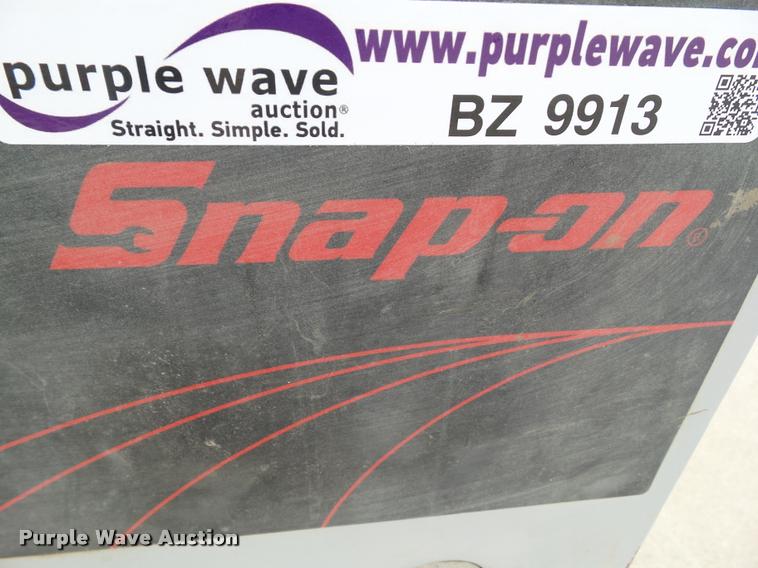 purple wave
auction®
Straight. Simple. Sold.
www.purplewave.co
BZ 9913
Snap-on®
Purple Wave Auction